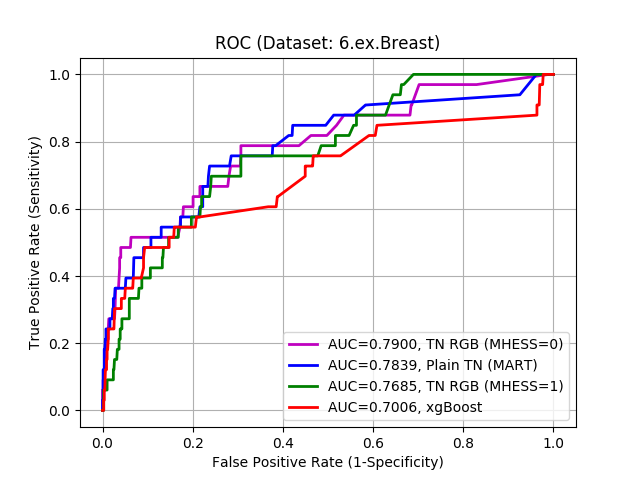 ROC (Dataset: 6.ex.Breast)
True Positive Rate (Sensitivity)
1.0
0.8
0.6
0.4
0.2
0.0
AUC=0.7900, TN RGB (MHESS=0)
AUC=0.7839, Plain TN (MART)
AUC=0.7685, TN RGB (MHESS=1)
AUC=0.7006, xgBoost
0.0 0.2 0.4 0.6 0.8 1.0
False Positive Rate (1-Specificity)